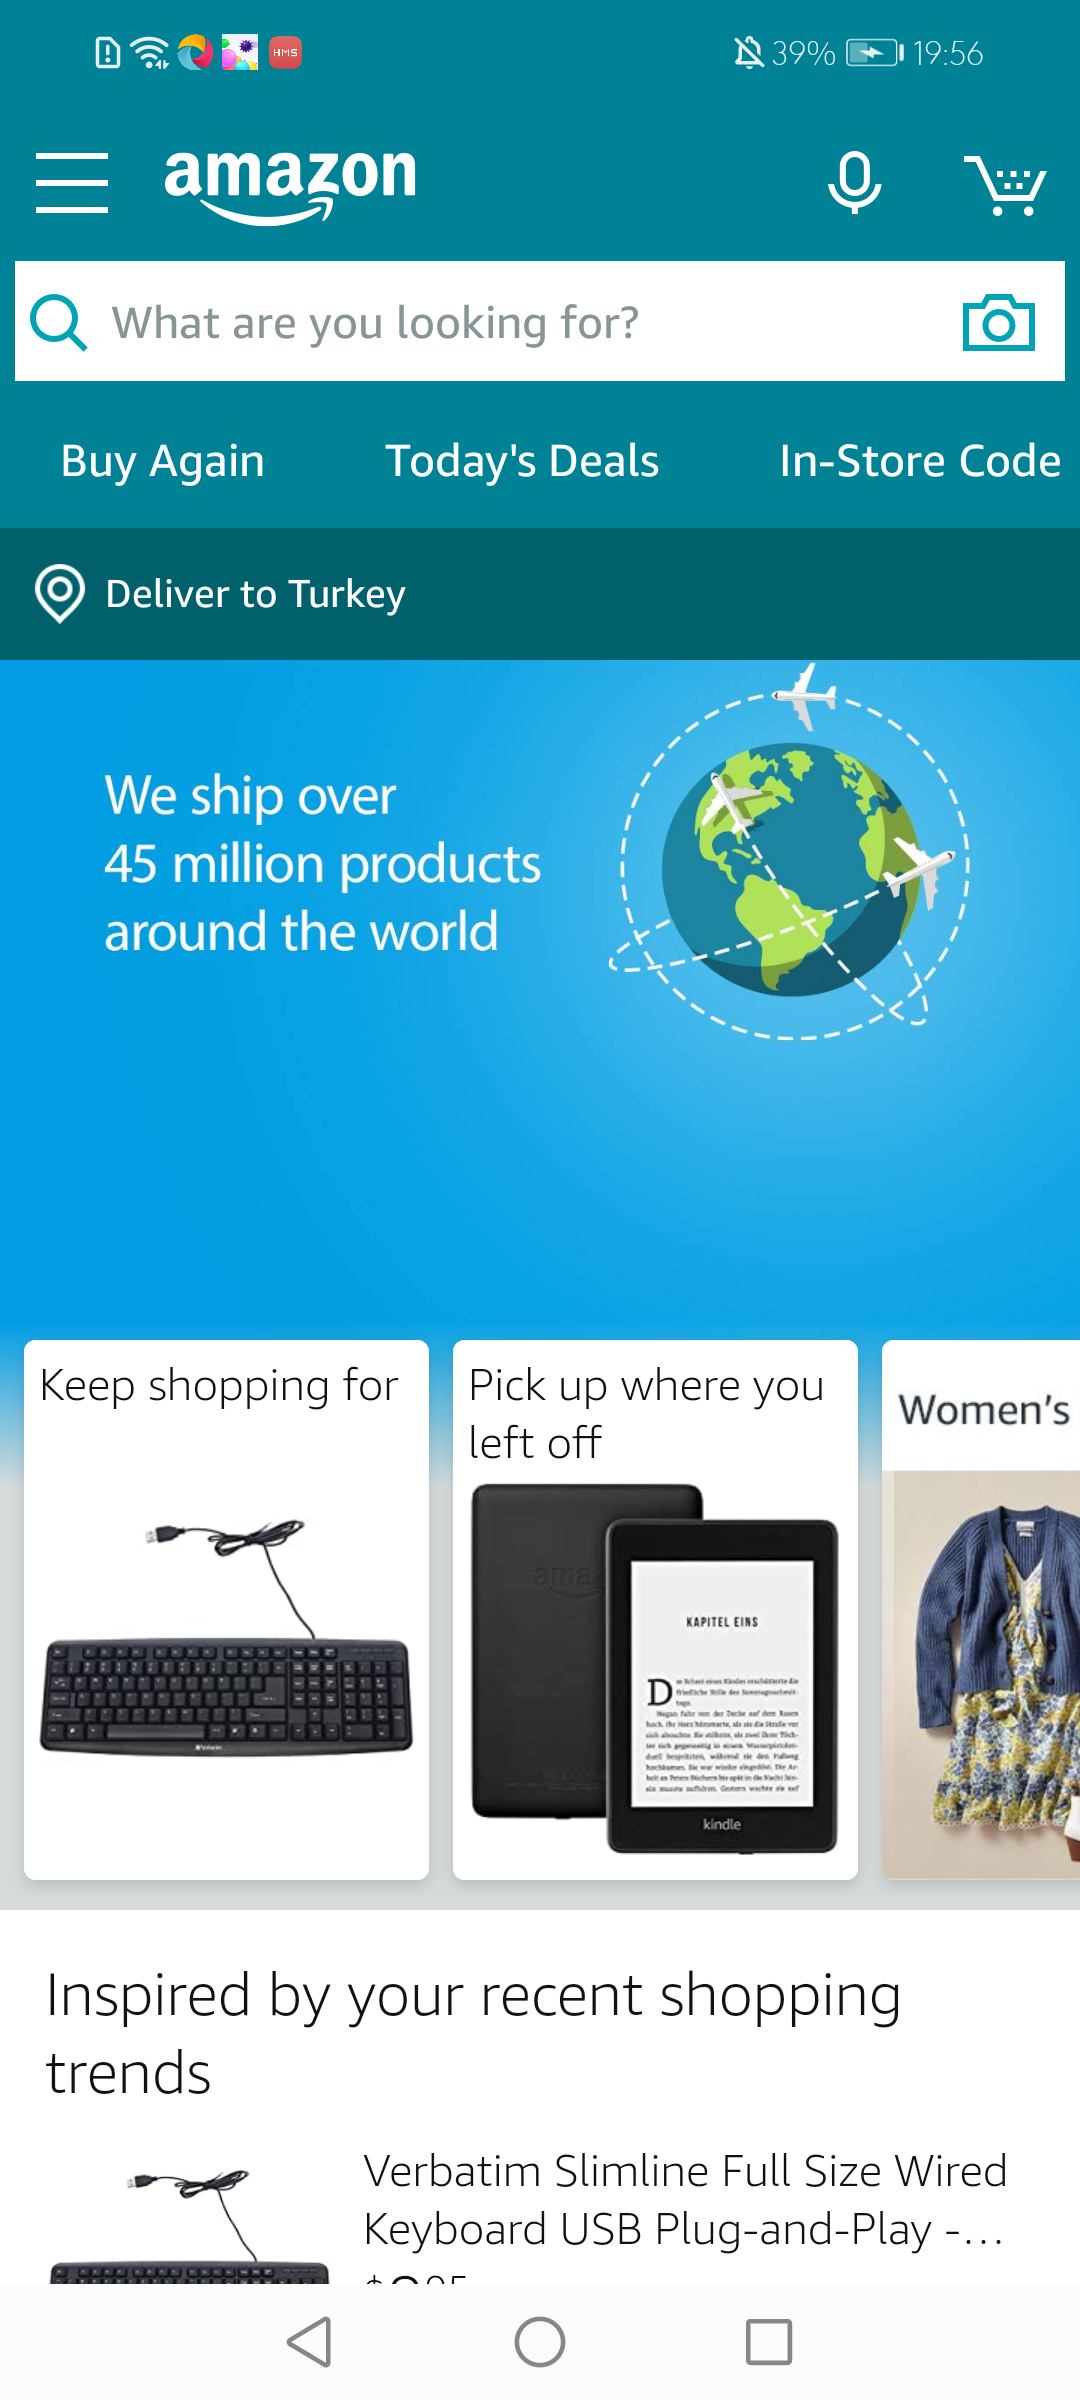 HMS
39%
19:56
amazon
What are you looking for?
Buy Again
Today's Deals
In-Store Code
Deliver to Turkey
We ship over
45 million products
around the world
Keep shopping for
Pick up where you
left off
Women's
KAPITEL EINS
kindle
Inspired by your recent shopping
trends
Verbatim Slimline Full Size Wired
Keyboard USB Plug-and-Play -...